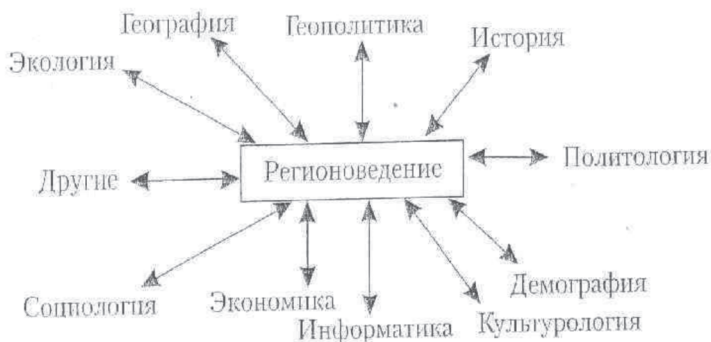 География
Геополитика
История
Экология
Политология
Регионоведение
Другие
Социология
Экономика
Информатика
Демография
Культурология